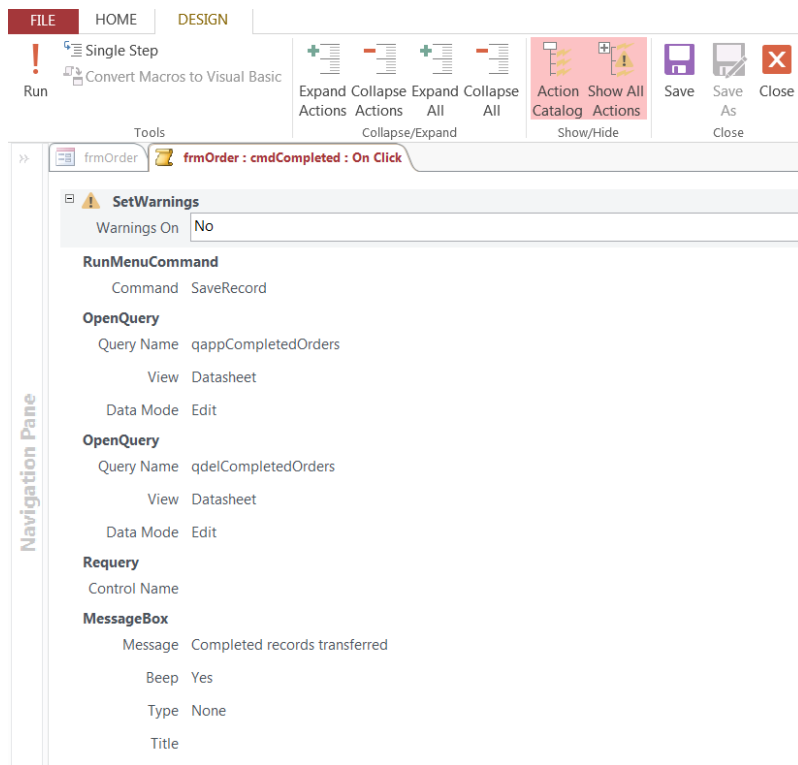 FILE HOME DESIGN
Run
Single Step
Convert Macros to Visual Basic
Tools
Expand Actions
Collapse Actions
Expand All
Collapse All
Collapse/Expand
Action Catalog
Show All Actions
Show/Hide
Save
Save As
Close
Close
frmOrder
frmOrder : cmdCompleted : On Click
Navigation Pane
SetWarnings
Warnings On No
RunMenuCommand
Command SaveRecord
OpenQuery
Query Name qappCompletedOrders
View Datasheet
Data Mode Edit
OpenQuery
Query Name qdelCompletedOrders
View Datasheet
Data Mode Edit
Requery
Control Name
MessageBox
Message Completed records transferred
Beep Yes
Type None
Title